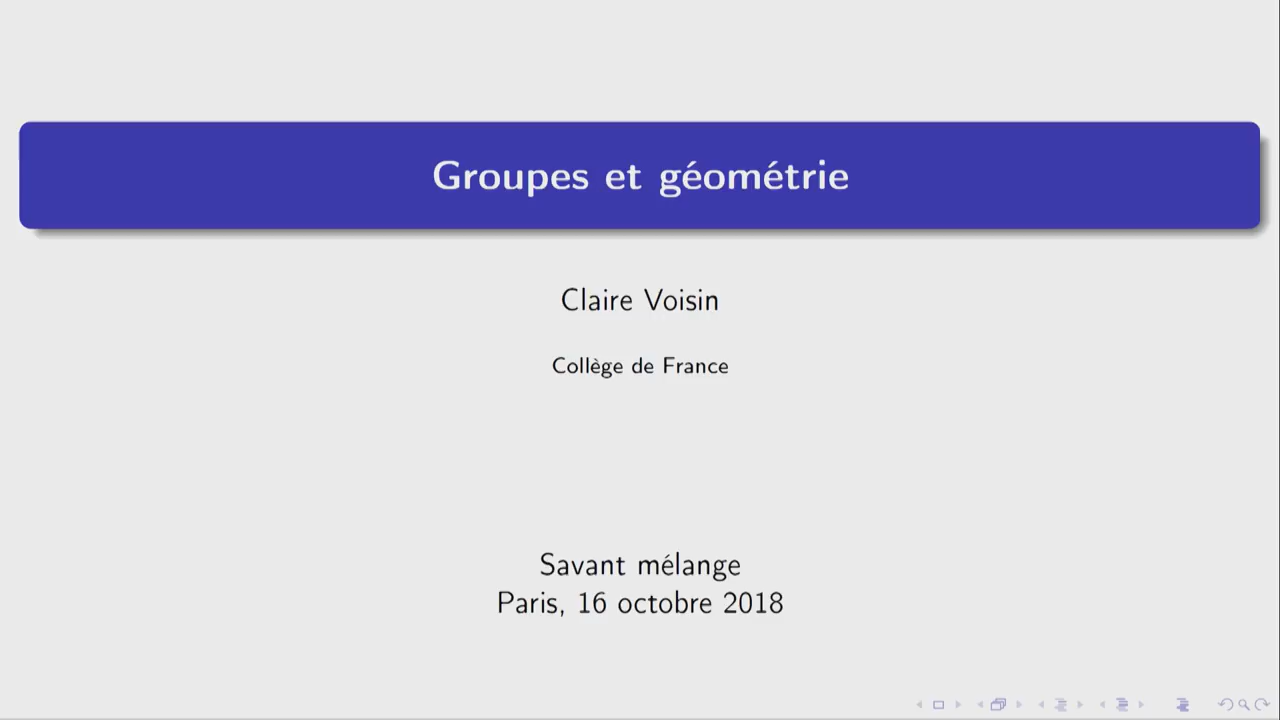 Groupes et géométrie
Claire Voisin
Collège de France
Savant mélange
Paris, 16 octobre 2018